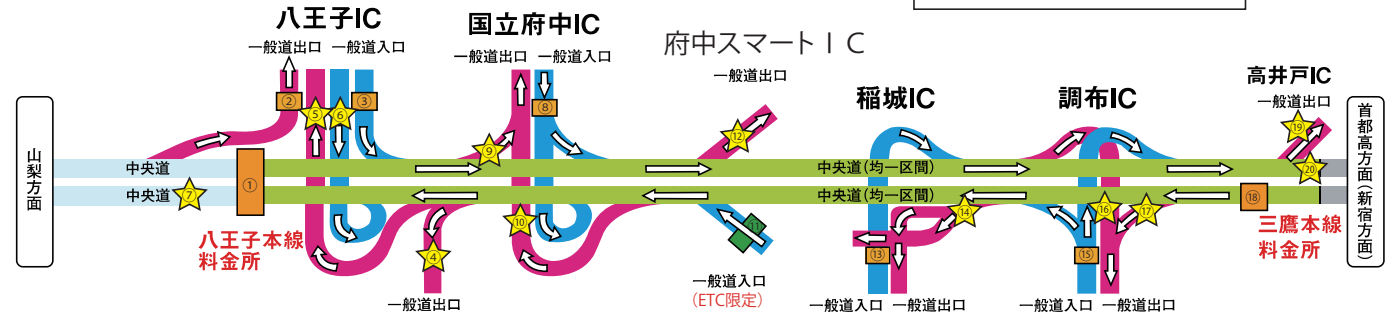 八王子IC
一般道出口
一般道入口
②
③
⑤
⑥
国立府中IC
一般道出口
一般道入口
⑧
⑨
府中スマートIC
一般道出口
⑫
稲城IC
調布IC
高井戸IC
一般道出口
⑲
⑳
山梨方面
中央道
中央道
⑦
①
八王子本線
料金所
④
一般道出口
⑩
⑪
一般道入口
(ETC限定)
中央道(均一区間)
中央道(均一区間)
⑬
⑭
一般道入口
一般道出口
⑮
⑯
⑰
一般道入口
一般道出口
⑱
三鷹本線
料金所
首都高方面(新宿方面)